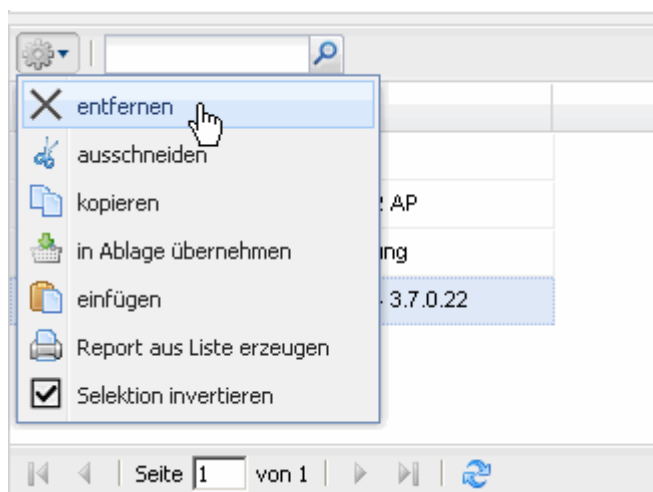 entfernen
ausschneiden
kopieren
AP
in Ablage übernehmen
ng
einfügen
3.7.0.22
Report aus Liste erzeugen
Selektion invertieren
Seite 1 von 1